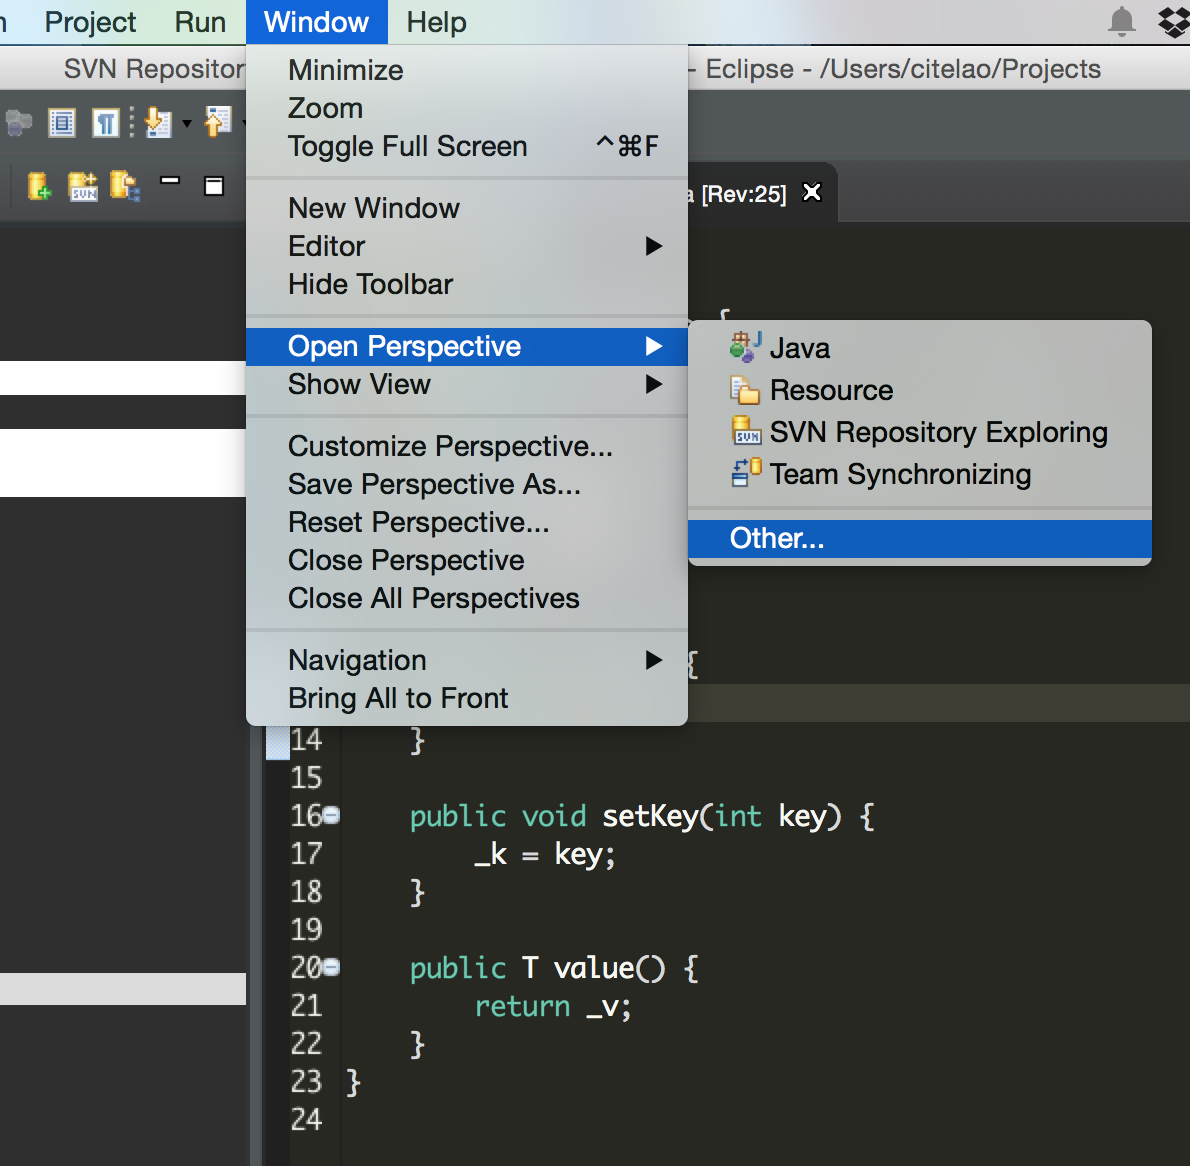 Project Run Window Help
SVN Repositor - Eclipse - /Users/citelao/Projects
Minimize
Zoom
Toggle Full Screen ^⌘F
[Rev:25]
New Window
Editor
Hide Toolbar
{
Open Perspective
Show View
Customize Perspective...
Save Perspective As...
Reset Perspective...
Close Perspective
Close All Perspectives
Navigation
Bring All to Front
Java
Resource
SVN Repository Exploring
Team Synchronizing
Other...
{
14 }
15
16 public void setKey(int key) {
17 _k = key;
18 }
19
20 public T value() {
21 return _v;
22 }
23 }
24